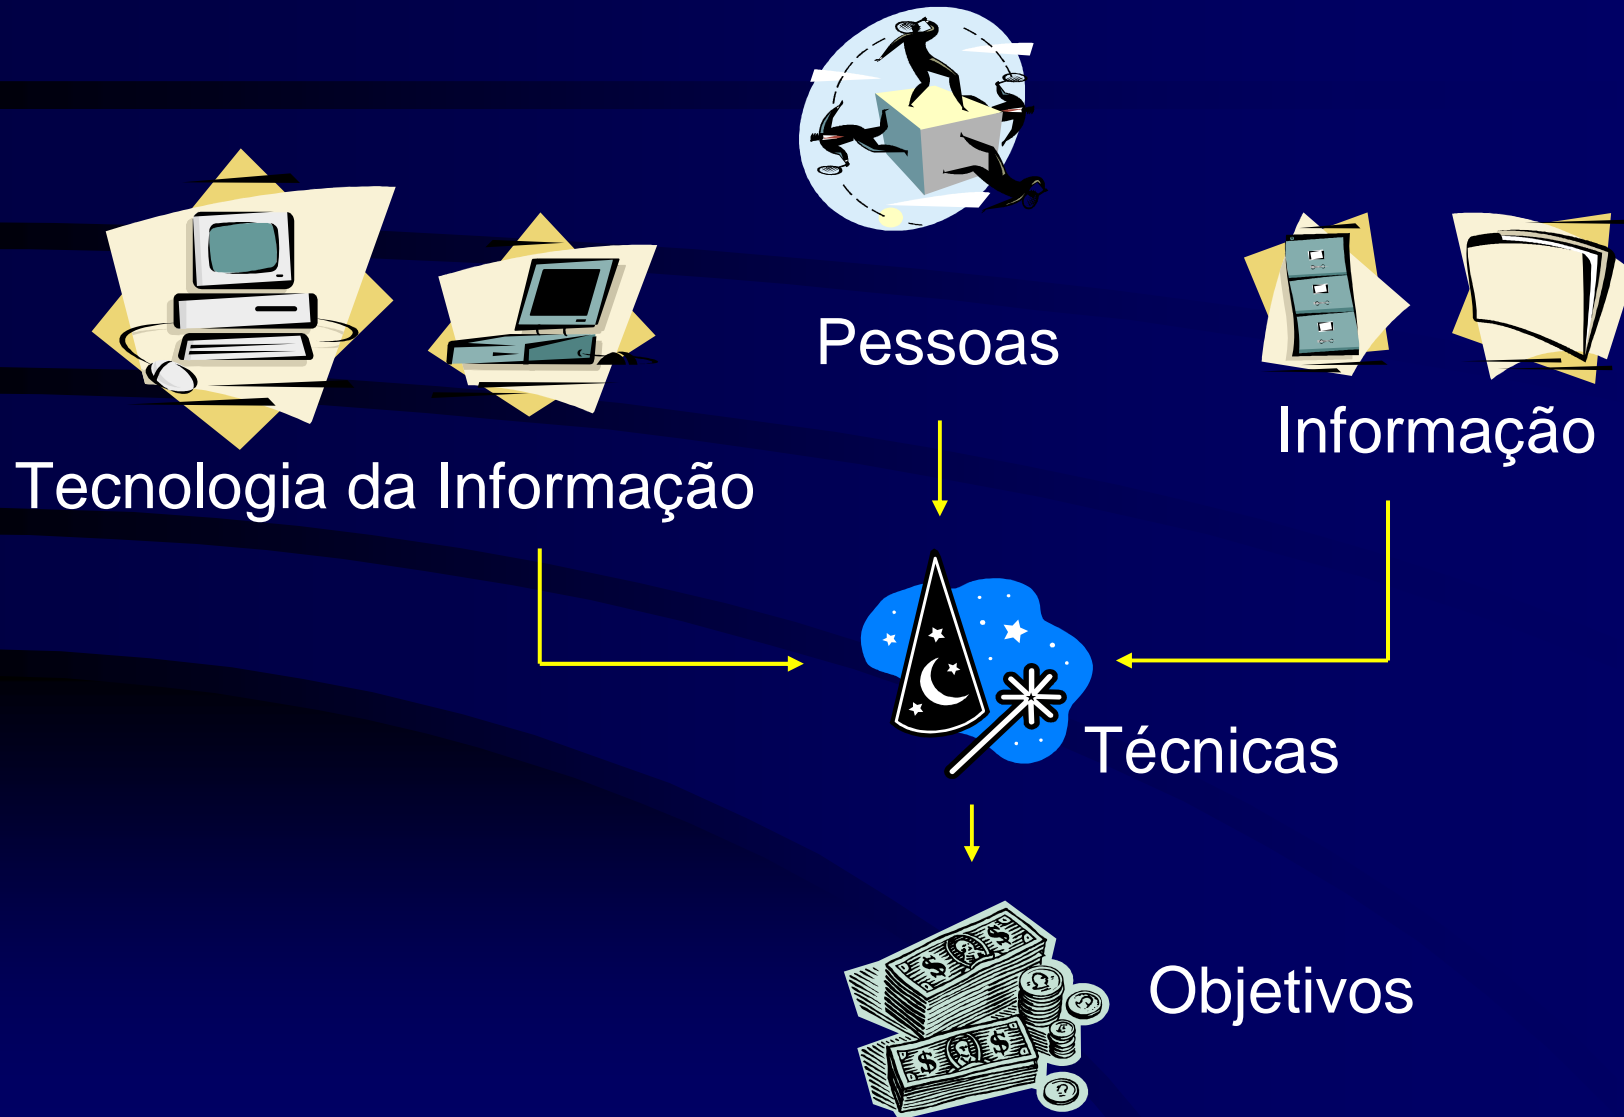 Pessoas
Informação
Tecnologia da Informação
Técnicas
Objetivos